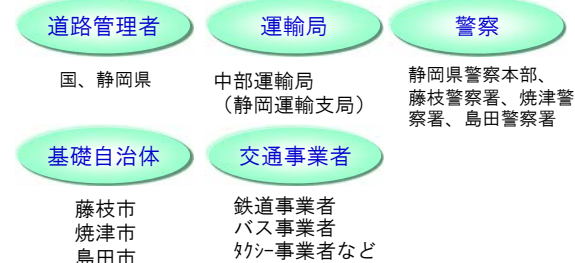 道路管理者
国、静岡県
運輸局
中部運輸局
（静岡運輸支局）
警察
静岡県警察本部、
藤枝警察署、焼津警
察署、島田警察署
基礎自治体
藤枝市
焼津市
島田市
交通事業者
鉄道事業者
バス事業者
ﾀｸｼｰ事業者など